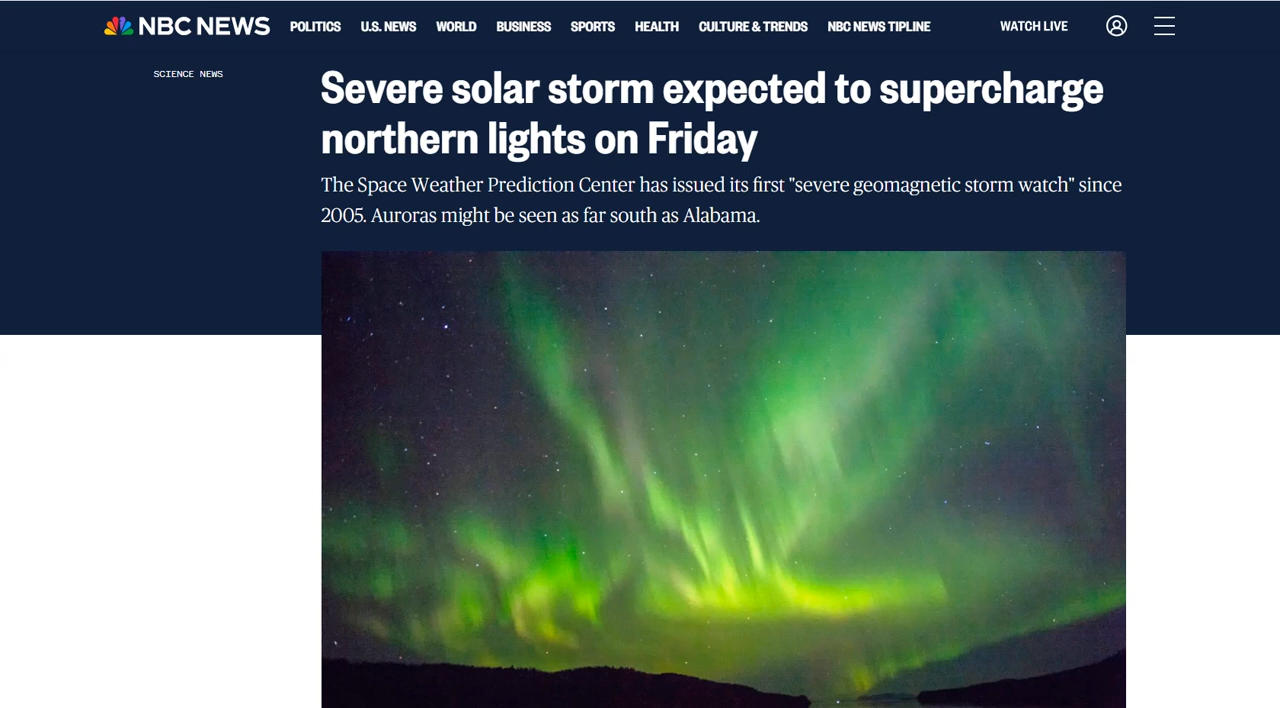 NBC NEWS POLITICS U.S. NEWS WORLD BUSINESS SPORTS HEALTH CULTURE & TRENDS NBC NEWS TIPLINE WATCH LIVE
SCIENCE NEWS
Severe solar storm expected to supercharge
northern lights on Friday
The Space Weather Prediction Center has issued its first "severe geomagnetic storm watch" since
2005. Auroras might be seen as far south as Alabama.